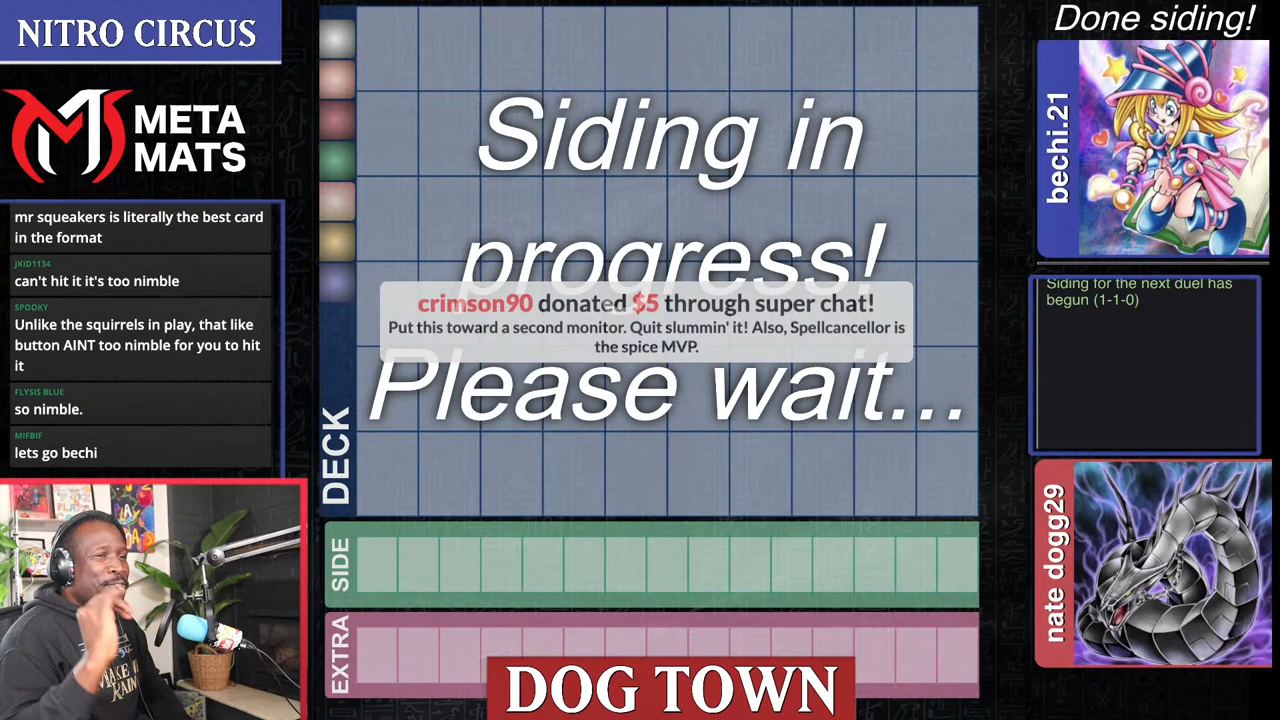 NITRO CIRCUS
META
MATS
mr squeakers is literally the best card
in the format
JKID1134
can't hit it it's too nimble
SPOOKY
Unlike the squirrels in play, that like
button AINT too nimble for you to hit
it
FLYSIS BLUE
so nimble.
MIFBIF
lets go bechi
Siding in
progress!
Please wait...
crimson90 donated $5 through super chat!
Put this toward a second monitor. Quit slummin' it! Also, Spellcancellor is
the spice MVP.
DECK
SIDE
EXTRA
DOG TOWN
Done siding!
bechi.21
Siding for the next duel has
begun (1-1-0)
nate dogg29